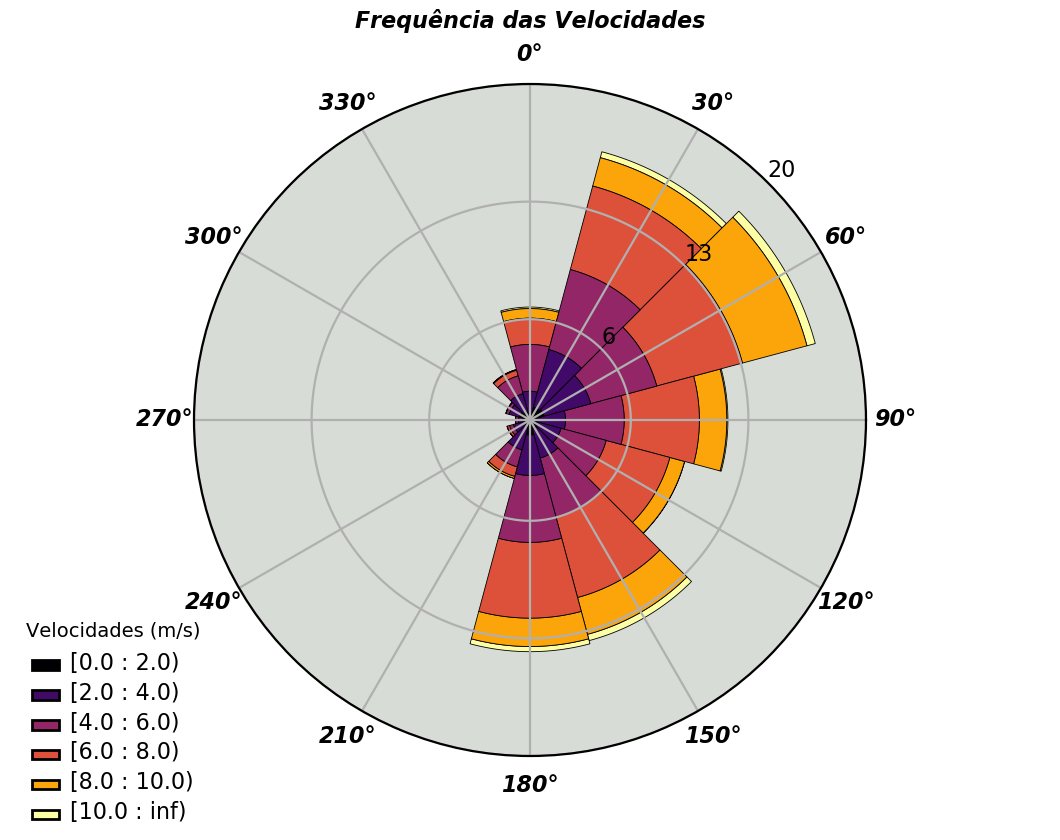 Frequência das Velocidades
0°
330°
30°
20
300°
60°
13
6
270°
90°
240°
120°
210°
150°
180°
Velocidades (m/s)
[0.0 : 2.0)
[2.0 : 4.0)
[4.0 : 6.0)
[6.0 : 8.0)
[8.0 : 10.0)
[10.0 : inf)